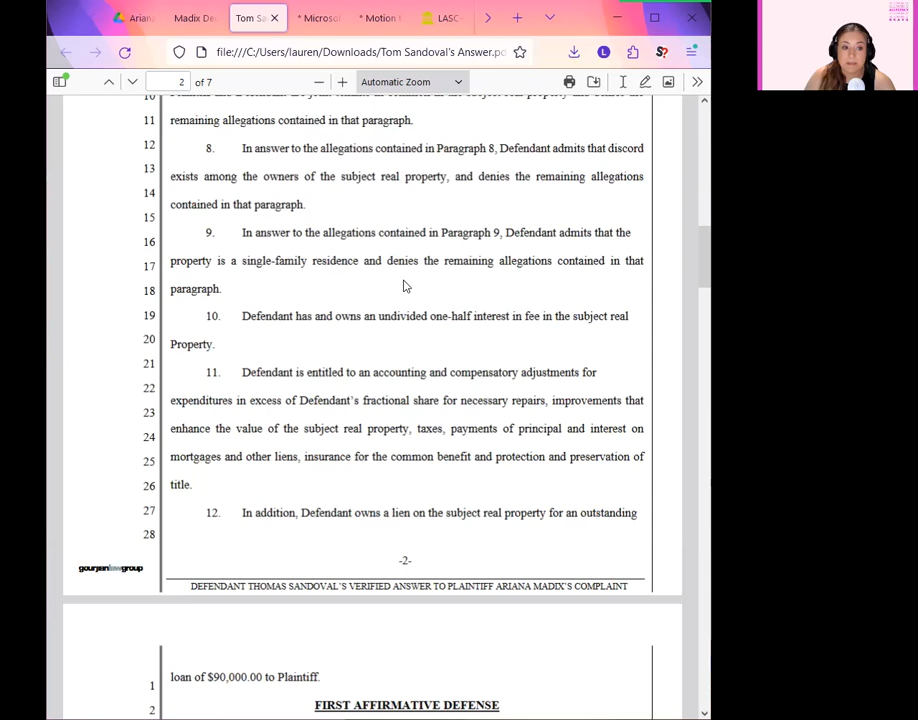 Ariana
Madix De
Tom Sa
* Microso
* Motion t
LASC-
file:///C:/Users/lauren/Downloads/Tom Sandoval's Answer.pd
L
S?
2
of 7
Automatic Zoom
10
11
remaining allegations contained in that paragraph.
12
8. In answer to the allegations contained in Paragraph 8, Defendant admits that discord
13
exists among the owners of the subject real property, and denies the remaining allegations
14
contained in that paragraph.
15
9. In answer to the allegations contained in Paragraph 9, Defendant admits that the
16
property is a single-family residence and denies the remaining allegations contained in that
17
18
paragraph.
19
10. Defendant has and owns an undivided one-half interest in fee in the subject real
20
Property.
21
11. Defendant is entitled to an accounting and compensatory adjustments for
22
expenditures in excess of Defendant's fractional share for necessary repairs, improvements that
23
enhance the value of the subject real property, taxes, payments of principal and interest on
24
mortgages and other liens, insurance for the common benefit and protection and preservation of
25
title.
26
12. In addition, Defendant owns a lien on the subject real property for an outstanding
27
28
-2-
gourjianlawgroup
DEFENDANT THOMAS SANDOVAL'S VERIFIED ANSWER TO PLAINTIFF ARIANA MADIX'S COMPLAINT
1
loan of $90,000.00 to Plaintiff.
2
FIRST AFFIRMATIVE DEFENSE